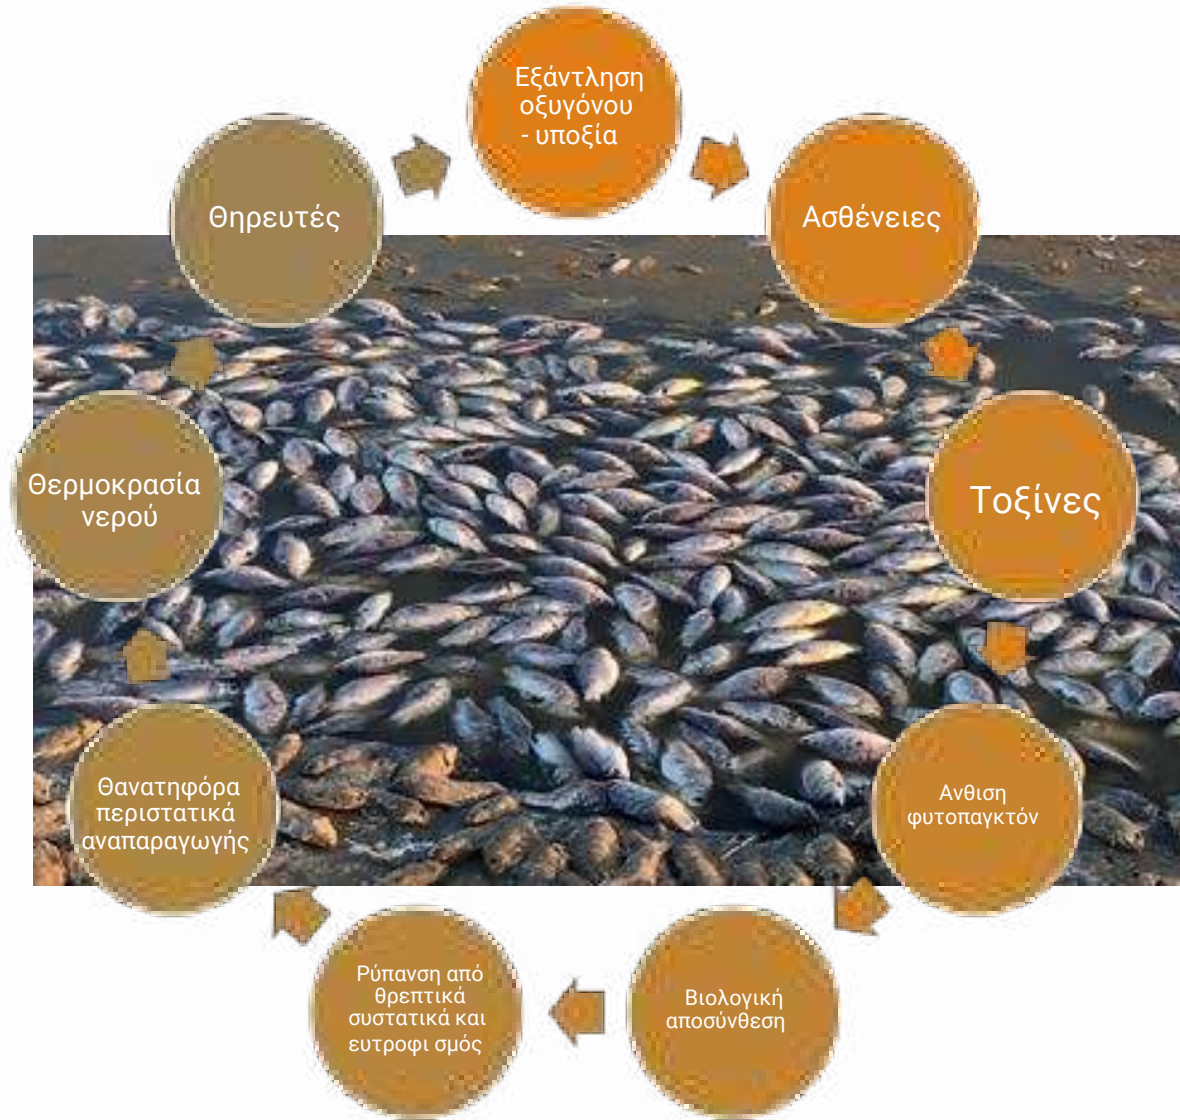 Εξάντληση
οξυγόνου
- υποξία
Ασθένειες
Τοξίνες
Ανθιση
φυτοπαγκτόν
Βιολογική
αποσύνθεση
Ρύπανση από
θρεπτικά
συστατικά και
ευτροφι σμός
Θανατηφόρα
περιστατικά
αναπαραγωγής
Θερμοκρασία
νερού
Θηρευτές